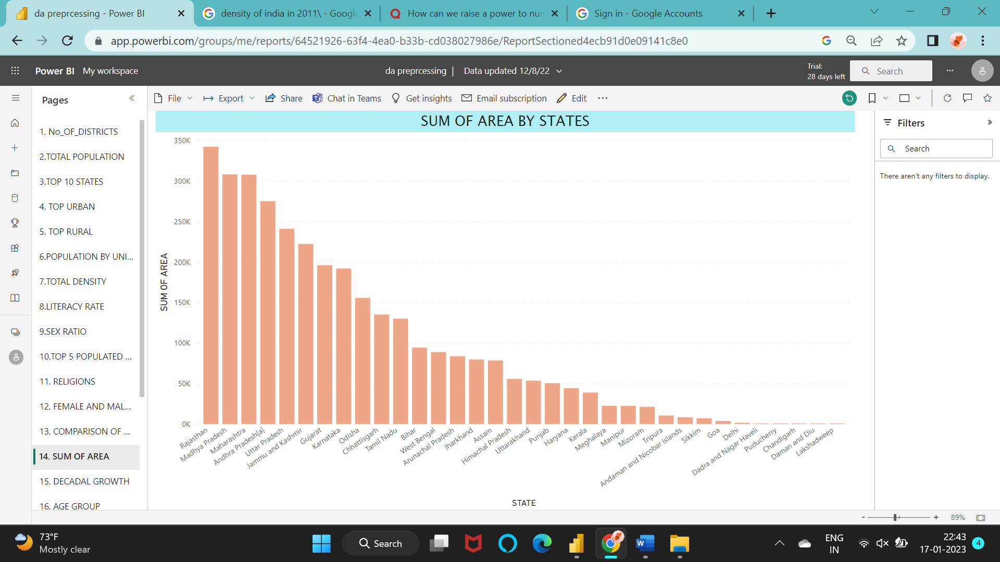 da preprcessing - Power BI
density of india in 2011\ - Google
How can we raise a power to num
Sign in - Google Accounts
app.powerbi.com/groups/me/reports/64521926-63f4-4ea0-b33b-cd038027986e/ReportSectioned4ecb91d0e09141c8e0
Power BI My workspace
da preprcessing | Data updated 12/8/22
Trial:
28 days left
Search
Pages
File Export Share Chat in Teams Get insights Email subscription Edit
1. No_OF_DISTRICTS
2.TOTAL POPULATION
3.TOP 10 STATES
4. TOP URBAN
5. TOP RURAL
6.POPULATION BY UNI...
7.TOTAL DENSITY
8.LITERACY RATE
9.SEX RATIO
10.TOP 5 POPULATED ...
11. RELIGIONS
12. FEMALE AND MAL...
13. COMPARISON OF ...
14. SUM OF AREA
15. DECADAL GROWTH
16. AGE GROUP
SUM OF AREA BY STATES
350K
300K
250K
200K
150K
100K
50K
0K
SUM OF AREA
Rajasthan
Madhya Pradesh
Maharashtra
Andhra Pradesh[a]
Uttar Pradesh
Jammu and Kashmir
Gujarat
Karnataka
Odisha
Chhattisgarh
Tamil Nadu
Bihar
West Bengal
Arunachal Pradesh
Jharkhand
Assam
Himachal Pradesh
Uttarakhand
Punjab
Haryana
Kerala
Meghalaya
Manipur
Mizoram
Tripura
Andaman and Nicobar Islands
Sikkim
Goa
Delhi
Dadra and Nagar Haveli
Puducherry
Chandigarh
Daman and Diu
Lakshadweep
STATE
Filters
Search
There aren't any filters to display.
- + 89%
73°F
Mostly clear
Search
ENG
IN
22:43
17-01-2023
4